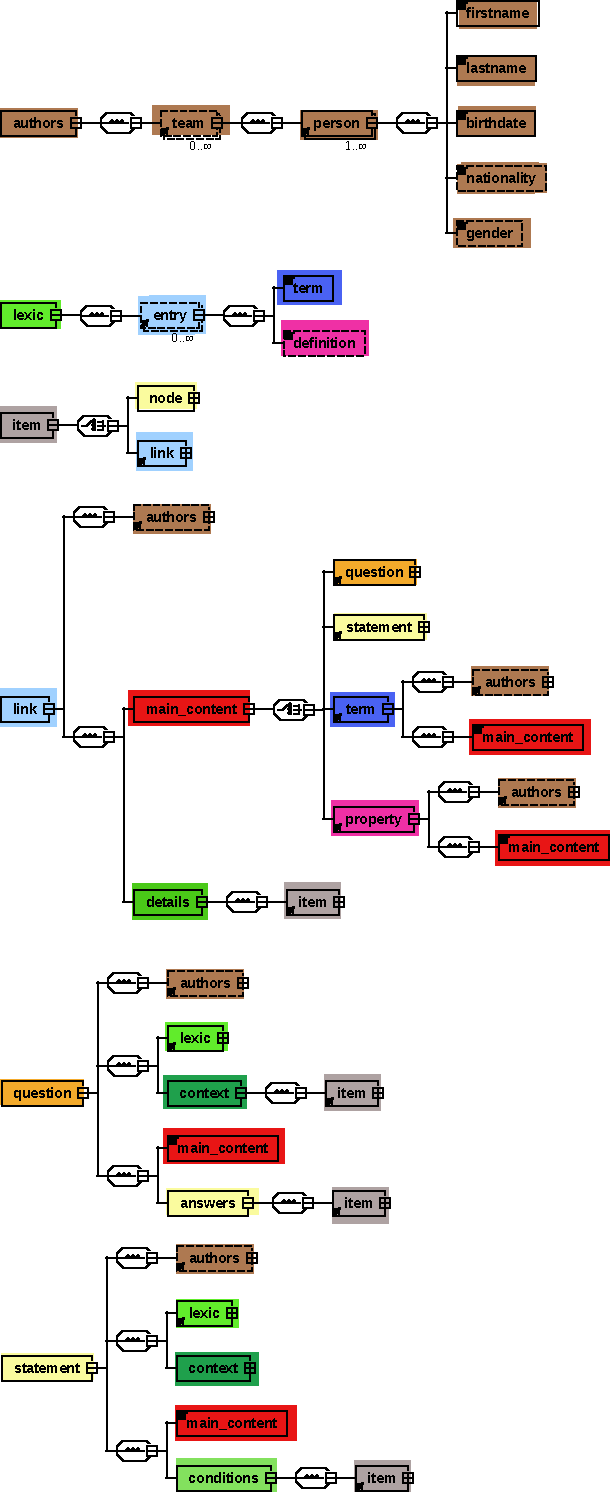 firstname
lastname
authors team person birthdate
0..∞ 1..∞
nationality
gender
term
lexic entry
0..∞
definition
node
item
link
authors
question
statement
authors
link main_content term
main_content
authors
property
main_content
details item
authors
lexic
question context item
main_content
answers item
authors
lexic
statement context
main_content
conditions item